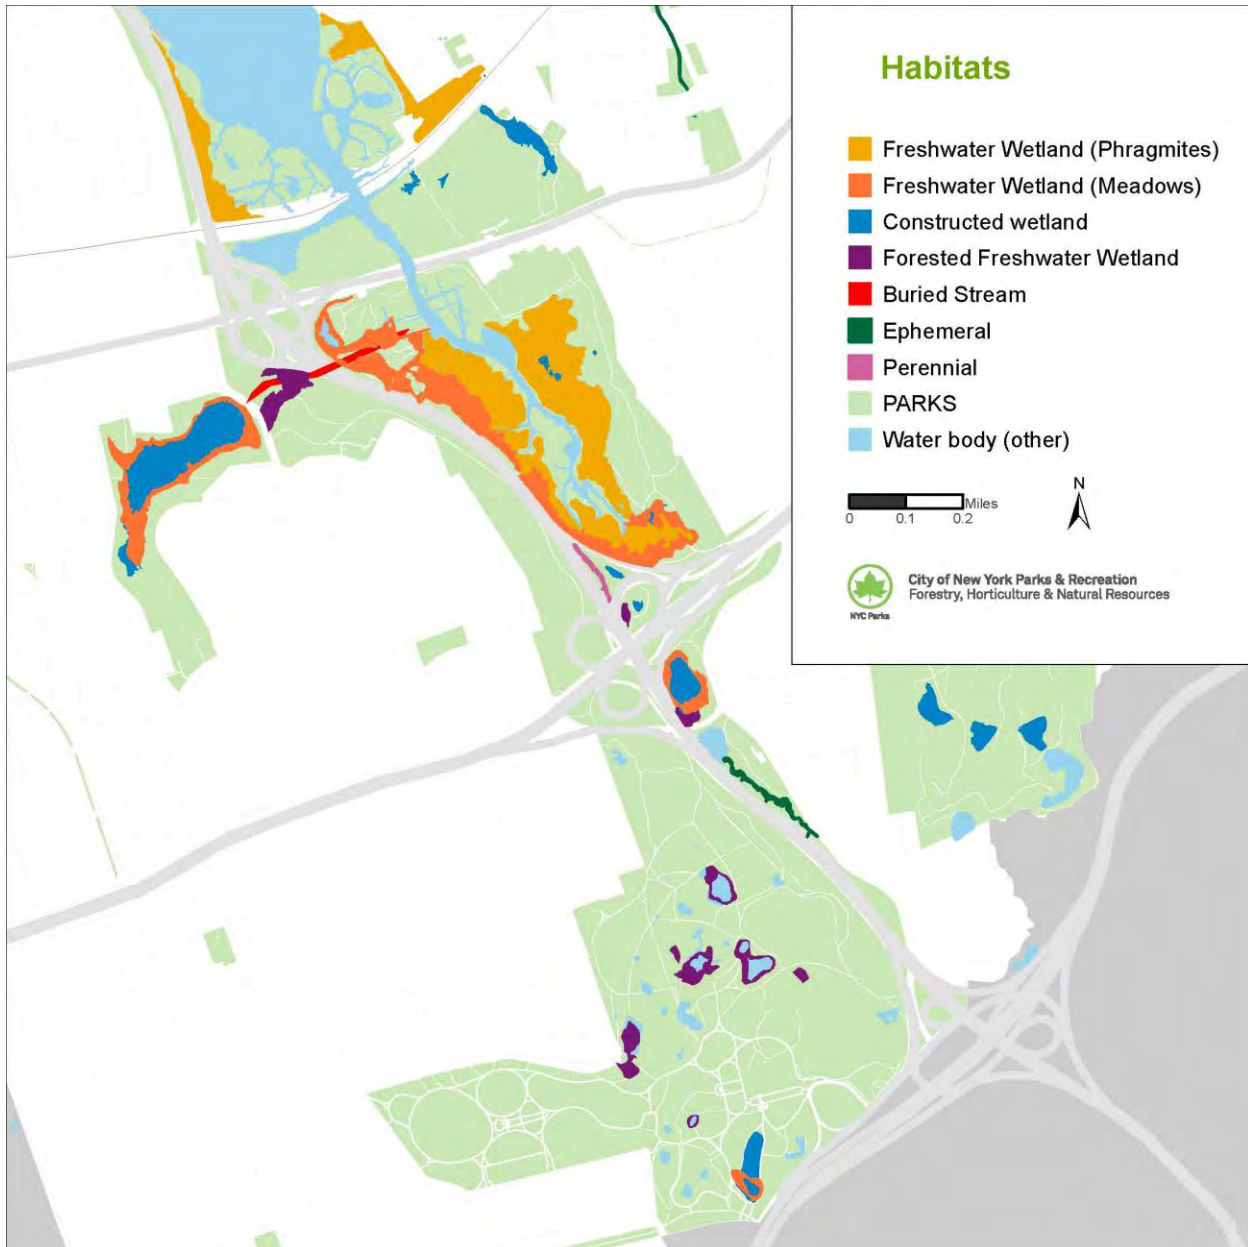 Habitats
Freshwater Wetland (Phragmites)
Freshwater Wetland (Meadows)
Constructed wetland
Forested Freshwater Wetland
Buried Stream
Ephemeral
Perennial
PARKS
Water body (other)
N
Miles
0 0.1 0.2
City of New York Parks & Recreation
Forestry, Horticulture & Natural Resources
NYC Parks